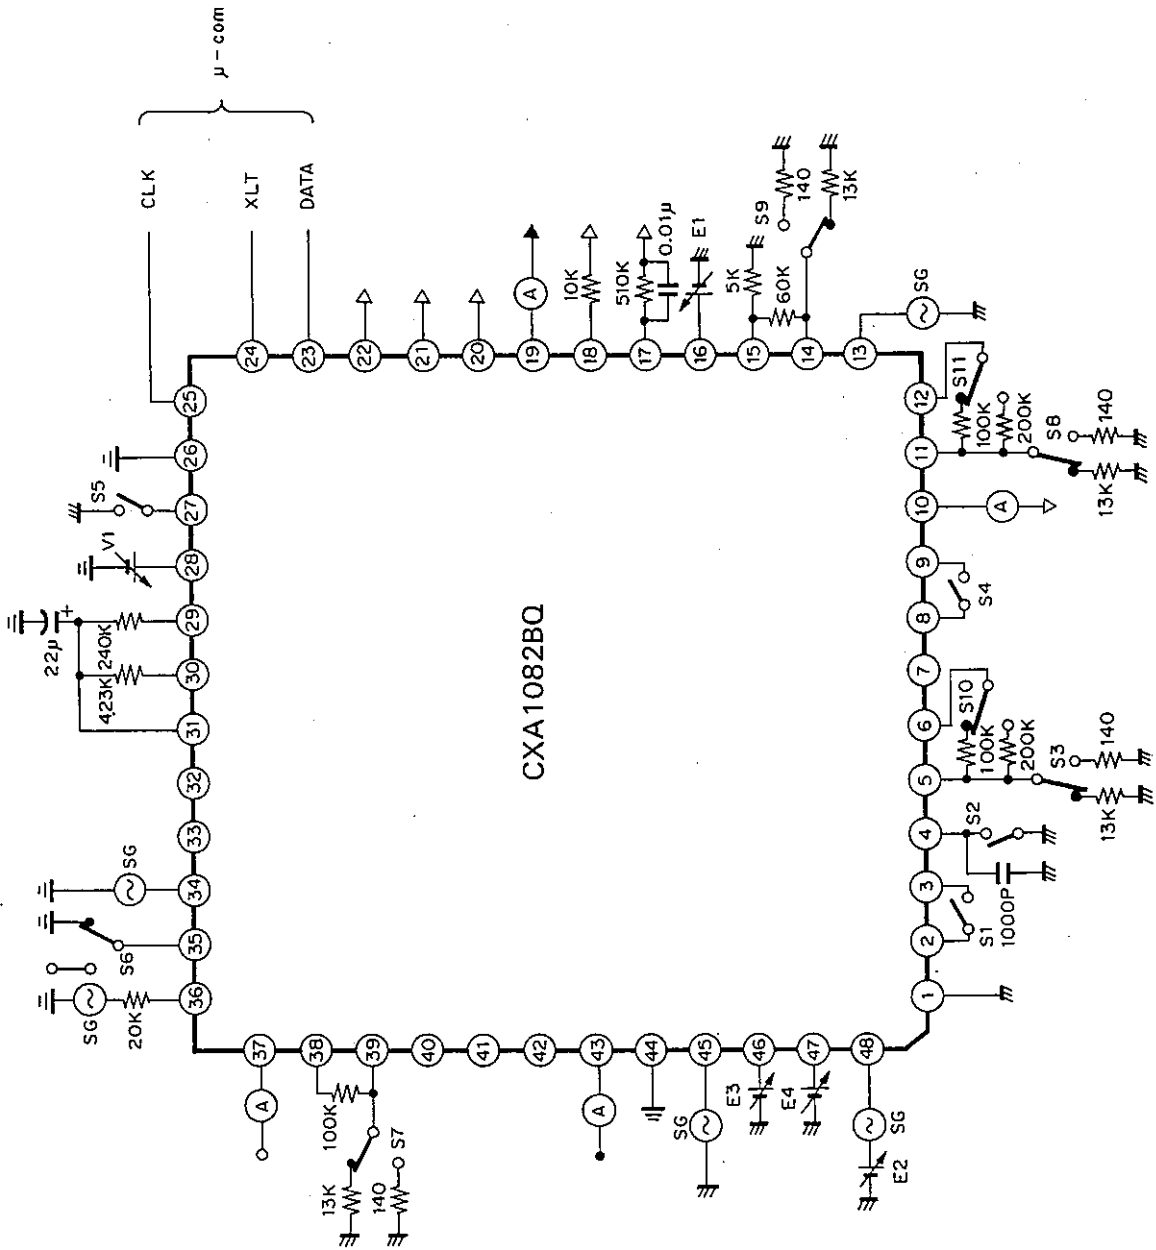 μ-com
CLK
XLT
DATA
25
24
23
22
21
20
19
18
17
16
15
14
13
A
10K
510K
0.01μ
E1
5K
60K
S9
140
13K
SG
26
27
28
29
30
31
32
33
34
35
36
S5
V1
22μ
+
240K
423K
SG
S6
SG
20K
CXA1082BQ
12
11
10
9
8
7
6
5
4
3
2
1
S11
100K
200K
S8
140
13K
A
S4
S10
100K
200K
S3
140
13K
S2
1000P
S1
37
38
39
40
41
42
43
44
45
46
47
48
A
100K
13K
140
S7
A
SG
E3
E4
SG
E2